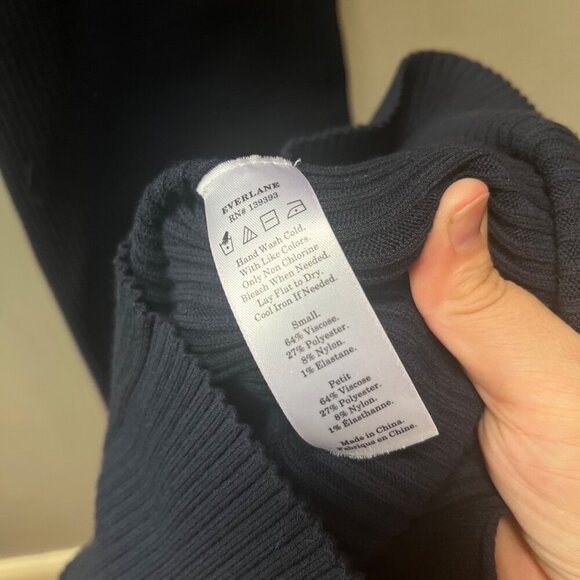 EVERLANE
RN# 139393
Hand Wash Cold,
With Like Colors.
Only Non Chlorine
Bleach When Needed.
Lay Flat to Dry.
Cool Iron If Needed.
Small.
64% Viscose.
27% Polyester.
8% Nylon.
1% Elastane.
Petit
64% Viscose
27% Polyester.
8% Nylon.
1% Élasthanne.
Made in China.
Fabrique en Chine.